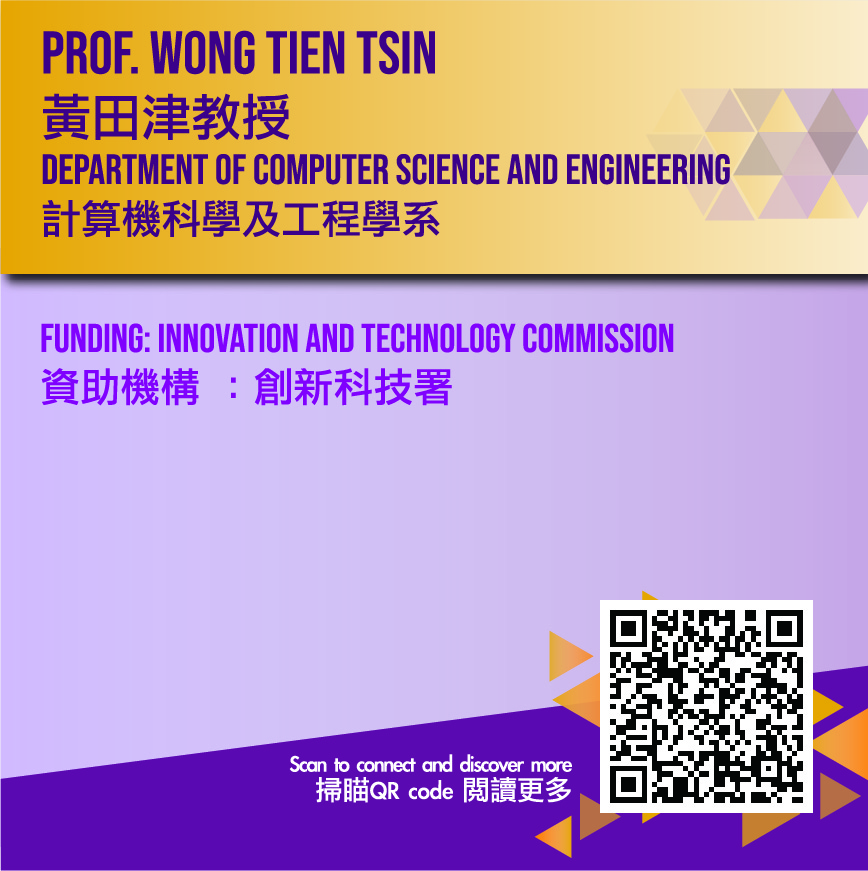 PROF. WONG TIEN TSIN
黃田津教授
DEPARTMENT OF COMPUTER SCIENCE AND ENGINEERING
計算機科學及工程學系
FUNDING: INNOVATION AND TECHNOLOGY COMMISSION
資助機構 ：創新科技署
Scan to connect and discover more
掃瞄QR code 閱讀更多